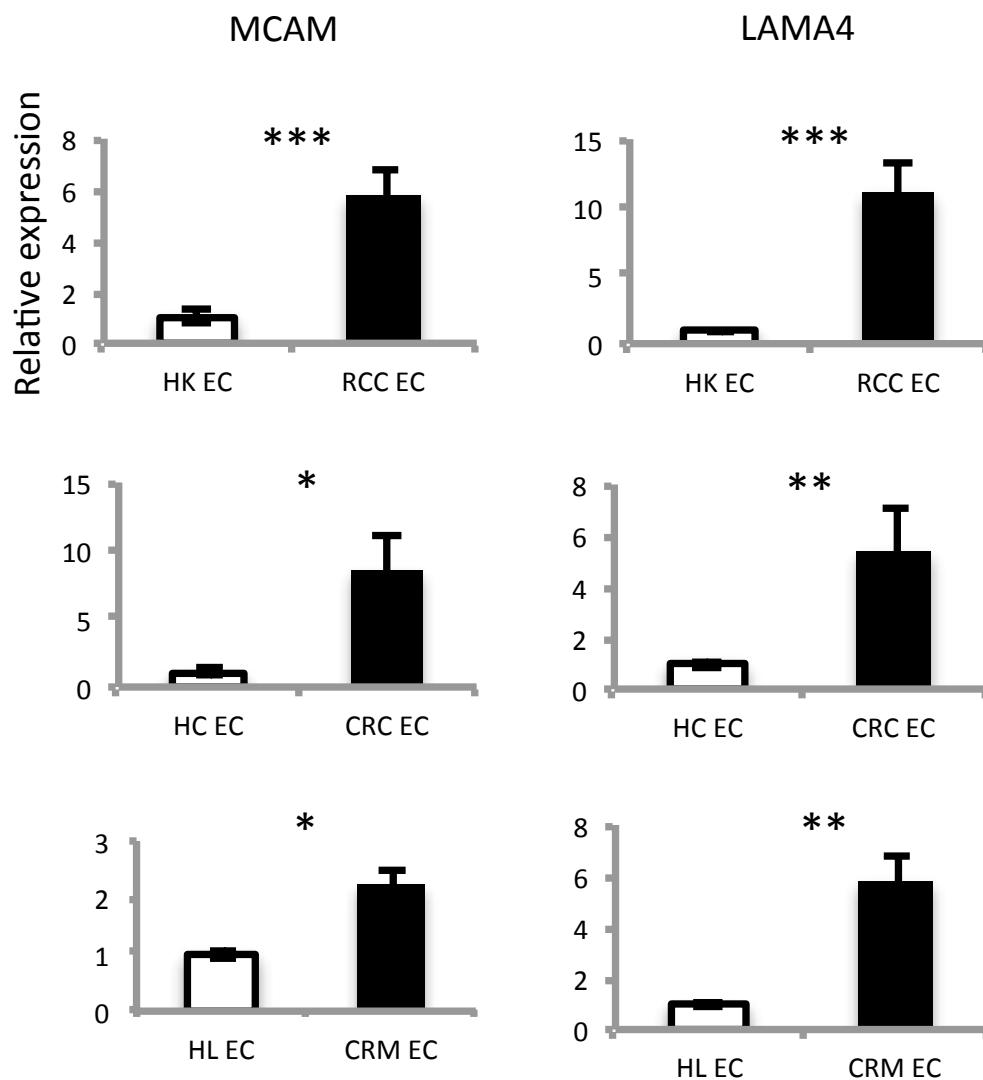 MCAM
LAMA4
Relative expression
***
8
6
4
2
0
HK EC
RCC EC
***
15
10
5
0
HK EC
RCC EC
*
15
10
5
0
HC EC
CRC EC
**
8
6
4
2
0
HC EC
CRC EC
*
3
2
1
0
HL EC
CRM EC
**
8
6
4
2
0
HL EC
CRM EC